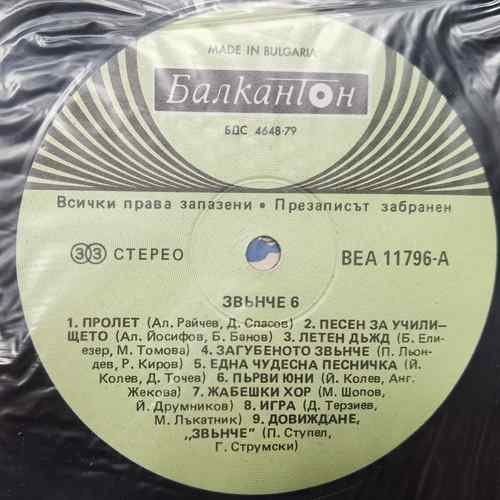 MADE IN BULGARIA
Балкантон
БДС 4648-79
Всички права запазени • Презаписът забранен
33 СТЕРЕО
ВЕА 11796-А
ЗВЪНЧЕ 6
1. ПРОЛЕТ (Ал. Райчев, Д. Спасов) 2. ПЕСЕН ЗА УЧИЛИ-
ЩЕТО (Ал. Йосифов, Б. Банов) 3. ЛЕТЕН ДЪЖД (Б. Ели-
езер, М. Томова) 4. ЗАГУБЕНОТО ЗВЪНЧЕ (П. Льон-
дев, Р. Киров) 5. ЕДНА ЧУДЕСНА ПЕСНИЧКА (Й.
Колев, Д. Точев) 6. ПЪРВИ ЮНИ (Й. Колев, Анг.
Жекова) 7. ЖАБЕШКИ ХОР (М. Шопов,
Й. Друмников) 8. ИГРА (Д. Терзиев,
М. Лъкатник) 9. ДОВИЖДАНЕ,
„ЗВЪНЧЕ" (П. Ступел,
Г. Струмски)